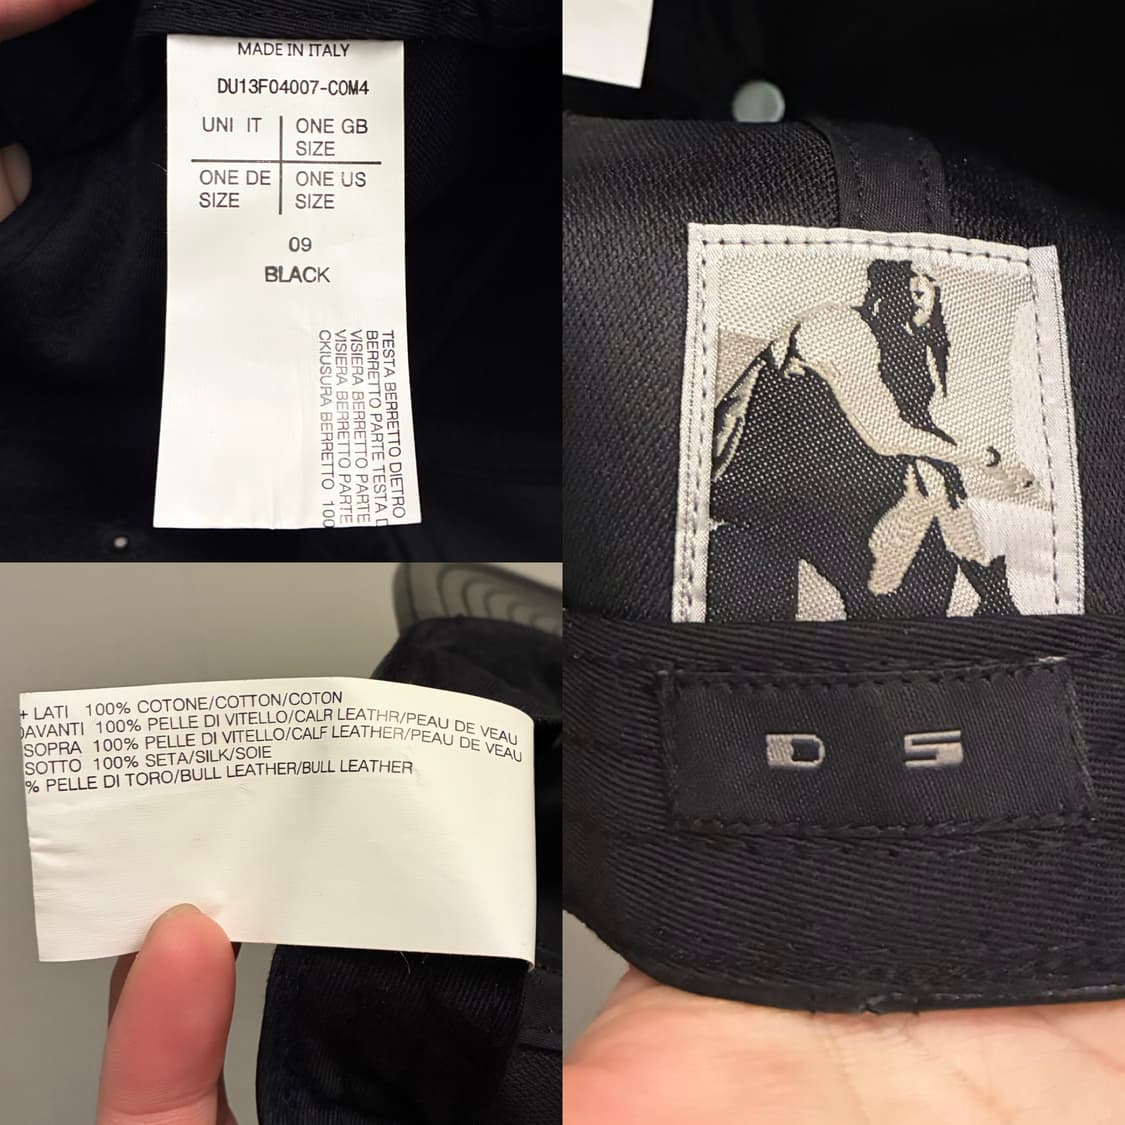 MADE IN ITALY
DU13F04007-COM4
UNI IT ONE GB
SIZE
ONE DE ONE US
SIZE SIZE
09
BLACK
TESTA BERRETTO DIETRO
BERRETTO PARTE TESTA D
VISIERA BERRETTO PARTE
VISIERA BERRETTO PARTE
CKIUSURA BERRETTO 100
D S
+ LATI 100% COTONE/COTTON/COTON
DAVANTI 100% PELLE DI VITELLO/CALR LEATHR/PEAU DE VEAU
SOPRA 100% PELLE DI VITELLO/CALF LEATHER/PEAU DE VEAU
SOTTO 100% SETA/SILK/SOIE
% PELLE DI TORO/BULL LEATHER/BULL LEATHER